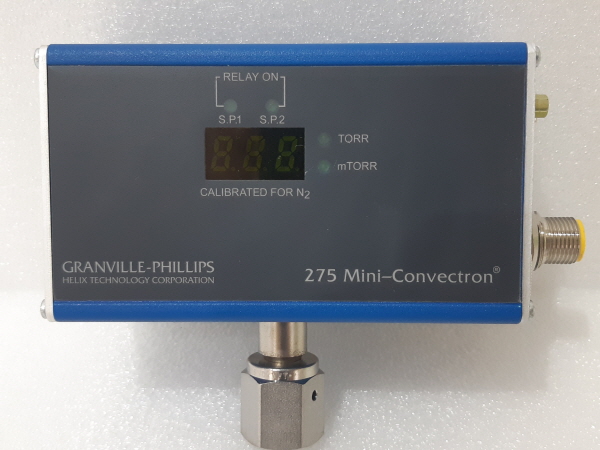 RELAY ON
S.P.1 S.P.2
TORR
mTORR
CALIBRATED FOR N₂
GRANVILLE-PHILLIPS
HELIX TECHNOLOGY CORPORATION
275 Mini–Convectron®